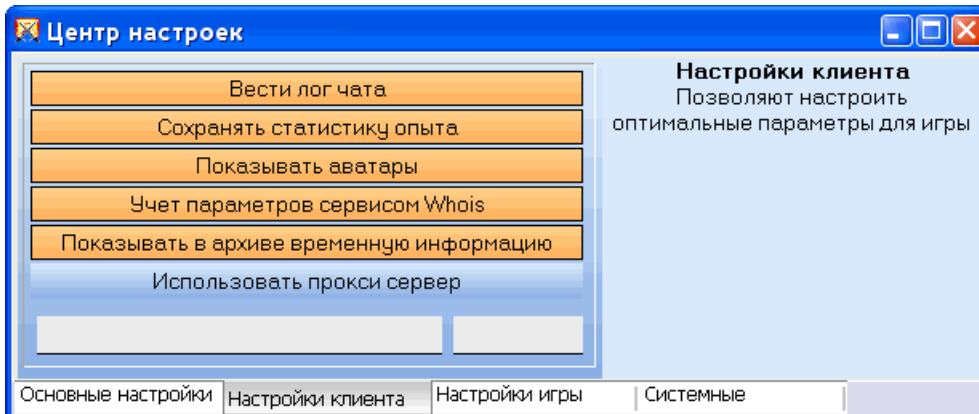 Центр настроек
Вести лог чата
Сохранять статистику опыта
Показывать аватары
Учет параметров сервисом Whois
Показывать в архиве временную информацию
Использовать прокси сервер
Настройки клиента
Позволяют настроить
оптимальные параметры для игры
Основные настройки
Настройки клиента
Настройки игры
Системные